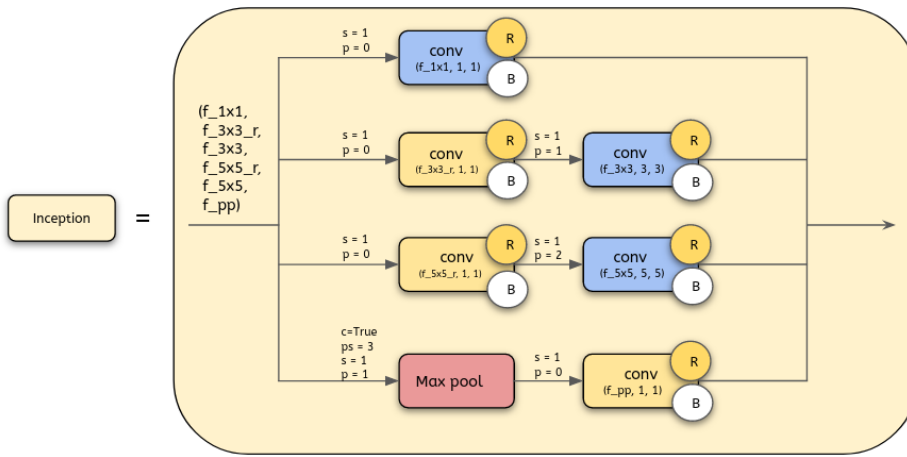 Inception
=
(f_1x1,
f_3x3_r,
f_3x3,
f_5x5_r,
f_5x5,
f_pp)
s = 1
p = 0
conv
(f_1x1, 1, 1)
R
B
s = 1
p = 0
conv
(f_3x3_r, 1, 1)
R
B
s = 1
p = 1
conv
(f_3x3, 3, 3)
R
B
s = 1
p = 0
conv
(f_5x5_r, 1, 1)
R
B
s = 1
p = 2
conv
(f_5x5, 5, 5)
R
B
c=True
ps = 3
s = 1
p = 1
Max pool
s = 1
p = 0
conv
(f_pp, 1, 1)
R
B